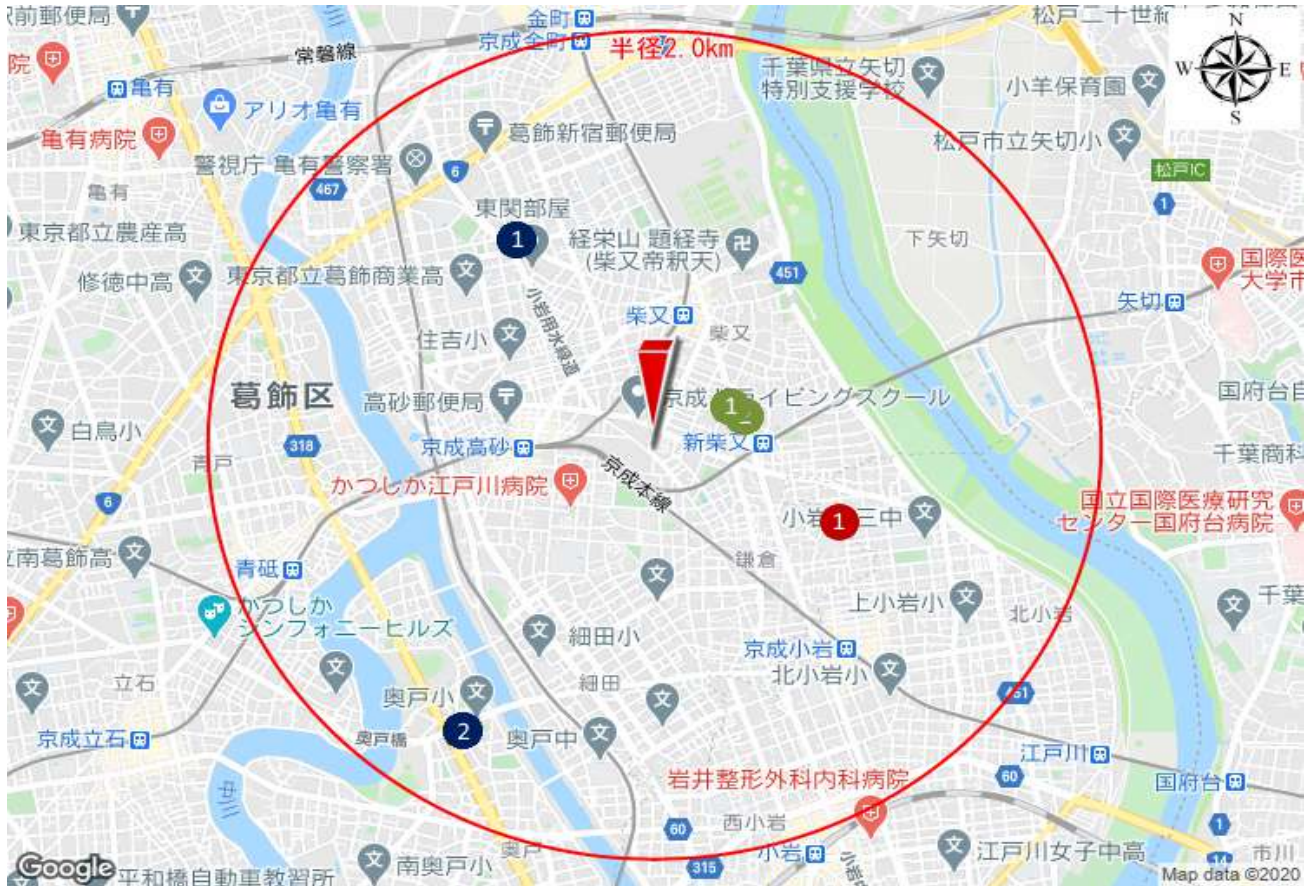 駅前郵便局
金町
京成金町
半径2.0km
常磐線
松戸二十世紀
N
W
E
S
院
亀有
アリオ亀有
葛飾新宿郵便局
千葉県立矢切
特別支援学校
小羊保育園
亀有病院
警視庁 亀有警察署
6
松戸市立矢切小
松戸IC
亀有
467
1
東京都立農産高
東関部屋
1
経栄山 題経寺
(柴又帝釈天)
下矢切
修徳中高
東京都立葛飾商業高
451
国際医
大学市
矢切
小岩用水緑道
柴又
住吉小
柴又
葛飾区
高砂郵便局
京成
イビングスクール
1
国府台
白鳥小
318
京成高砂
新柴又
青戸
千葉商科
6
かつしか江戸川病院
京成本線
小岩
1
三中
国立国際医療研究
センター国府台病院
南葛飾高
青砥
鎌倉
千葉
かつしか
シンフォニーヒルズ
上小岩小
北小岩
細田小
京成小岩
立石
奥戸小
細田
北小岩小
451
京成立石
奥戸橋
2
奥戸中
江戸川
岩井整形外科内科病院
60
国府台
中川
60
西小岩
1
Google
南奥戸小
奥戸
315
小岩
江戸川女子中高
14
市川
平和橋自動車教習所
Map data ©2020